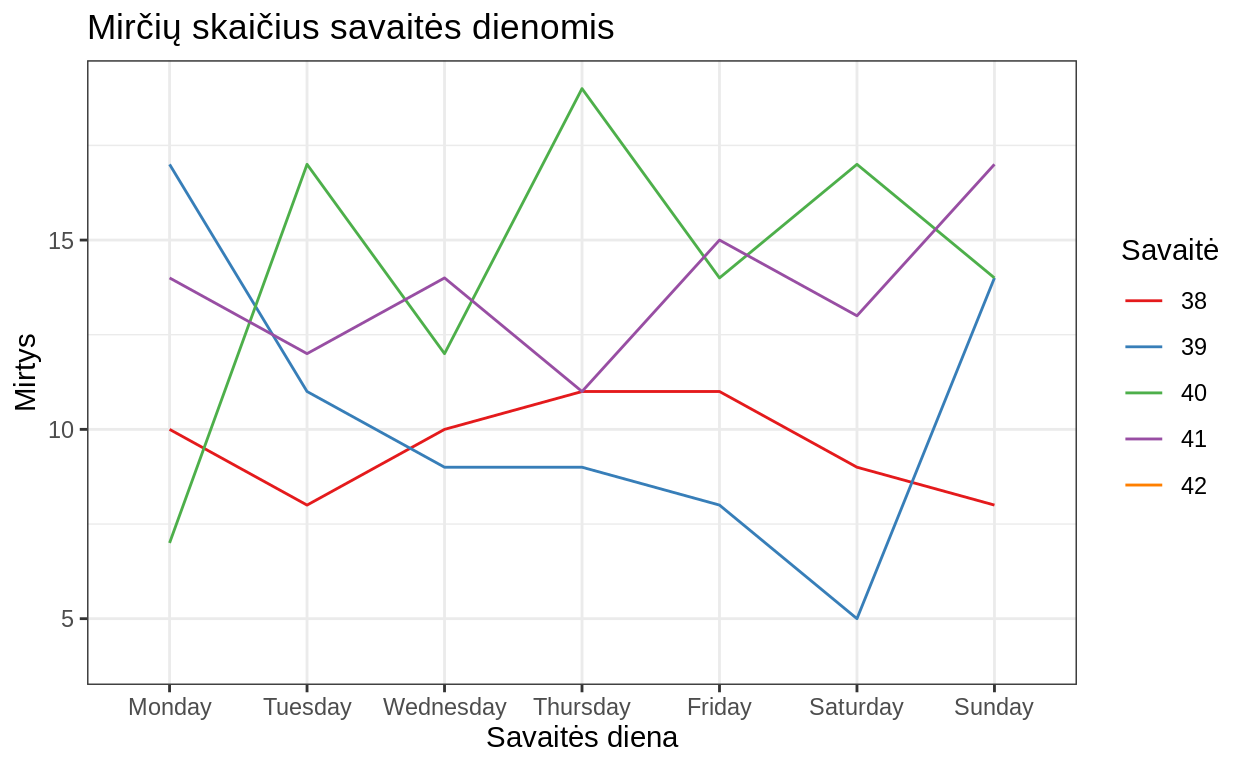 Mirčių skaičius savaitės dienomis
Mirtys
15
10
5
Monday Tuesday Wednesday Thursday Friday Saturday Sunday
Savaitės diena
Savaitė
38
39
40
41
42